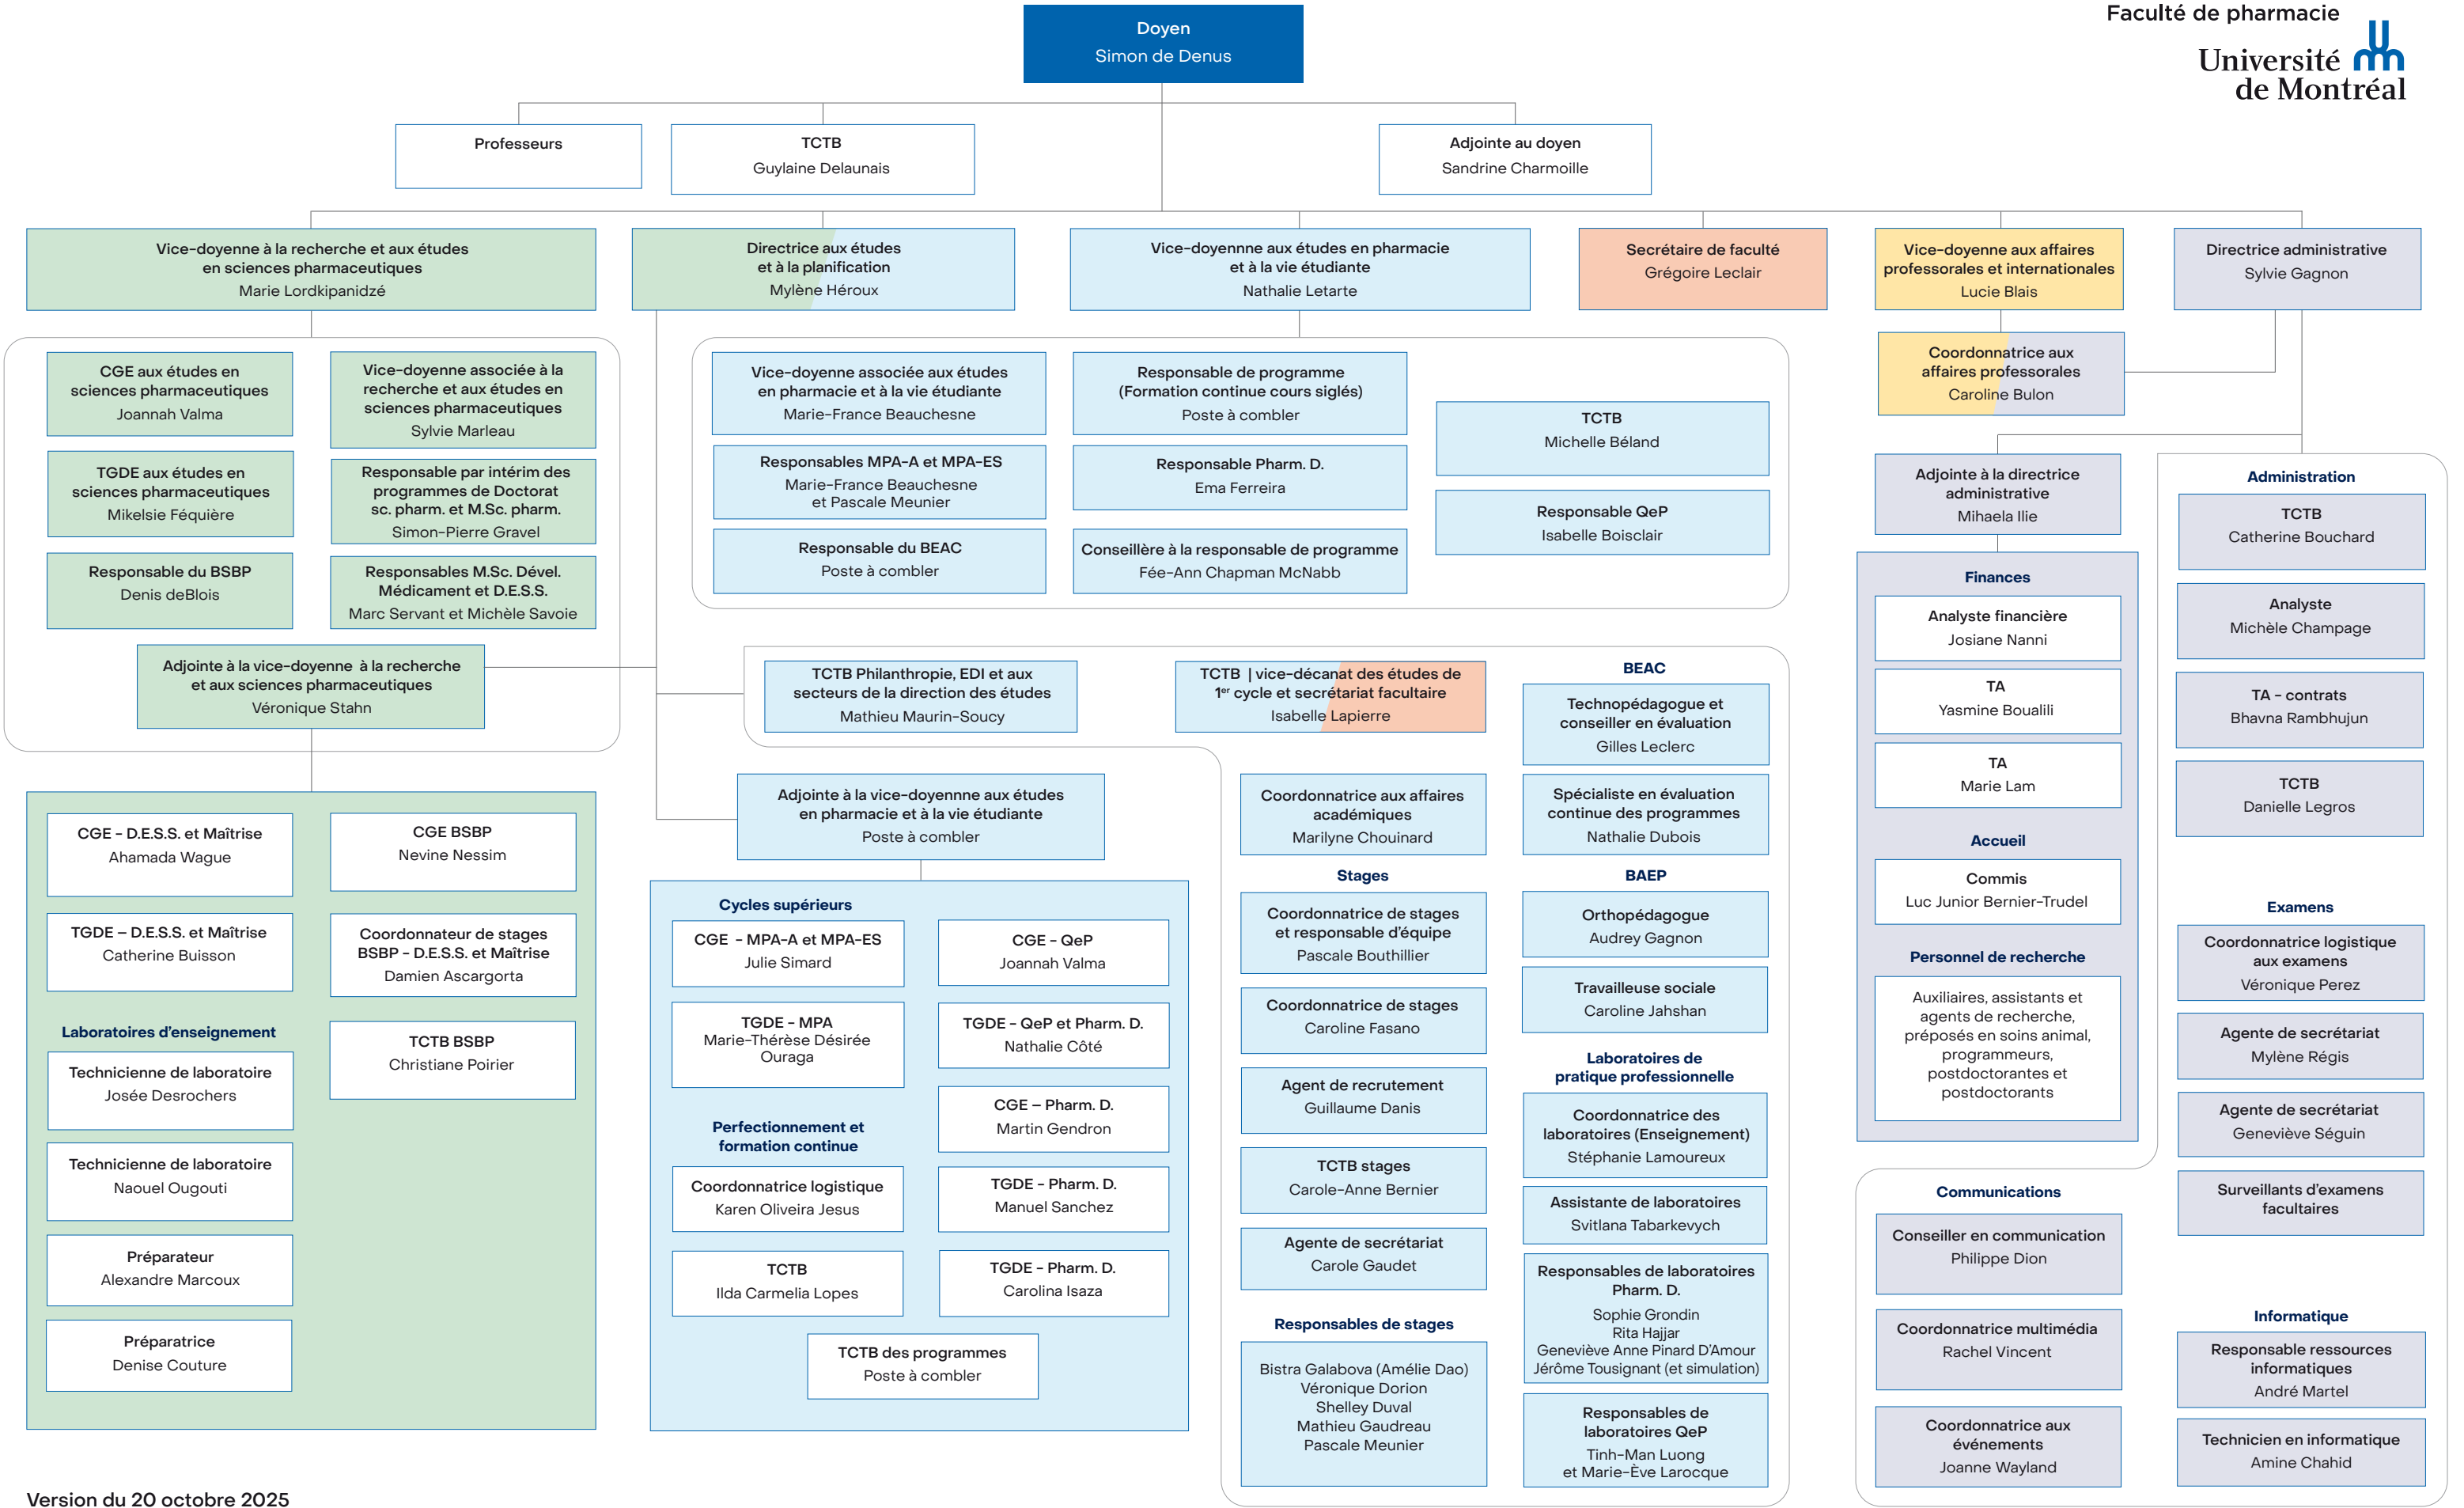 Faculté de pharmacie
Université
de Montréal
Doyen
Simon de Denus
Professeurs
TCTB
Guylaine Delaunais
Adjointe au doyen
Sandrine Charmoille
Vice-doyenne à la recherche et aux études
en sciences pharmaceutiques
Marie Lordkipanidzé
Directrice aux études
et à la planification
Mylène Héroux
Vice-doyennne aux études en pharmacie
et à la vie étudiante
Nathalie Letarte
Secrétaire de faculté
Grégoire Leclair
Vice-doyenne aux affaires
professorales et internationales
Lucie Blais
Directrice administrative
Sylvie Gagnon
CGE aux études en
sciences pharmaceutiques
Joannah Valma
Vice-doyenne associée à la
recherche et aux études en
sciences pharmaceutiques
Sylvie Marleau
TGDE aux études en
sciences pharmaceutiques
Mikelsie Féquière
Responsable par intérim des
programmes de Doctorat
sc. pharm. et M.Sc. pharm.
Simon-Pierre Gravel
Responsable du BSBP
Denis deBlois
Responsables M.Sc. Dével.
Médicament et D.E.S.S.
Marc Servant et Michèle Savoie
Adjointe à la vice-doyenne à la recherche
et aux sciences pharmaceutiques
Véronique Stahn
CGE - D.E.S.S. et Maîtrise
Ahamada Wague
CGE BSBP
Nevine Nessim
TGDE – D.E.S.S. et Maîtrise
Catherine Buisson
Coordonnateur de stages
BSBP - D.E.S.S. et Maîtrise
Damien Ascargorta
Laboratoires d'enseignement
TCTB BSBP
Christiane Poirier
Technicienne de laboratoire
Josée Desrochers
Technicienne de laboratoire
Naouel Ougouti
Préparateur
Alexandre Marcoux
Préparatrice
Denise Couture
Vice-doyenne associée aux études
en pharmacie et à la vie étudiante
Marie-France Beauchesne
Responsable de programme
(Formation continue cours siglés)
Poste à combler
TCTB
Michelle Béland
Responsables MPA-A et MPA-ES
Marie-France Beauchesne
et Pascale Meunier
Responsable Pharm. D.
Ema Ferreira
Responsable QeP
Isabelle Boisclair
Responsable du BEAC
Poste à combler
Conseillère à la responsable de programme
Fée-Ann Chapman McNabb
TCTB Philanthropie, EDI et aux
secteurs de la direction des études
Mathieu Maurin-Soucy
TCTB | vice-décanat des études de
1er cycle et secrétariat facultaire
Isabelle Lapierre
Adjointe à la vice-doyennne aux études
en pharmacie et à la vie étudiante
Poste à combler
Cycles supérieurs
CGE - MPA-A et MPA-ES
Julie Simard
CGE - QeP
Joannah Valma
TGDE - MPA
Marie-Thérèse Désirée
Ouraga
TGDE - QeP et Pharm. D.
Nathalie Côté
CGE – Pharm. D.
Martin Gendron
Perfectionnement et
formation continue
Coordonnatrice logistique
Karen Oliveira Jesus
TGDE - Pharm. D.
Manuel Sanchez
TCTB
Ilda Carmelia Lopes
TGDE - Pharm. D.
Carolina Isaza
TCTB des programmes
Poste à combler
Coordonnatrice aux affaires
académiques
Marilyne Chouinard
Stages
Coordonnatrice de stages
et responsable d'équipe
Pascale Bouthillier
Coordonnatrice de stages
Caroline Fasano
Agent de recrutement
Guillaume Danis
TCTB stages
Carole-Anne Bernier
Agente de secrétariat
Carole Gaudet
Responsables de stages
Bistra Galabova (Amélie Dao)
Véronique Dorion
Shelley Duval
Mathieu Gaudreau
Pascale Meunier
BEAC
Technopédagogue et
conseiller en évaluation
Gilles Leclerc
Spécialiste en évaluation
continue des programmes
Nathalie Dubois
BAEP
Orthopédagogue
Audrey Gagnon
Travailleuse sociale
Caroline Jahshan
Laboratoires de
pratique professionnelle
Coordonnatrice des
laboratoires (Enseignement)
Stéphanie Lamoureux
Assistante de laboratoires
Svitlana Tabarkevych
Responsables de laboratoires
Pharm. D.
Sophie Grondin
Rita Hajjar
Geneviève Anne Pinard D'Amour
Jérôme Tousignant (et simulation)
Responsables de
laboratoires QeP
Tinh-Man Luong
et Marie-Ève Larocque
Coordonnatrice aux
affaires professorales
Caroline Bulon
Adjointe à la directrice
administrative
Mihaela Ilie
Finances
Analyste financière
Josiane Nanni
TA
Yasmine Boualili
TA
Marie Lam
Accueil
Commis
Luc Junior Bernier-Trudel
Personnel de recherche
Auxiliaires, assistants et
agents de recherche,
préposés en soins animal,
programmeurs,
postdoctorantes et
postdoctorants
Communications
Conseiller en communication
Philippe Dion
Coordonnatrice multimédia
Rachel Vincent
Coordonnatrice aux
événements
Joanne Wayland
Administration
TCTB
Catherine Bouchard
Analyste
Michèle Champage
TA - contrats
Bhavna Rambhujun
TCTB
Danielle Legros
Examens
Coordonnatrice logistique
aux examens
Véronique Perez
Agente de secrétariat
Mylène Régis
Agente de secrétariat
Geneviève Séguin
Surveillants d'examens
facultaires
Informatique
Responsable ressources
informatiques
André Martel
Technicien en informatique
Amine Chahid
Version du 20 octobre 2025